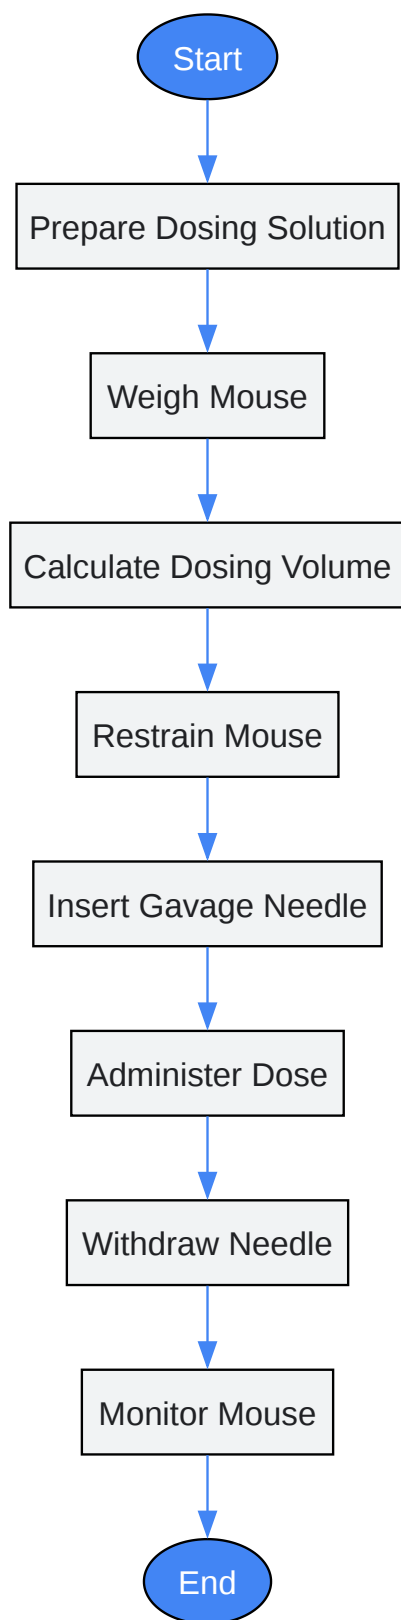 Start
Prepare Dosing Solution
Weigh Mouse
Calculate Dosing Volume
Restrain Mouse
Insert Gavage Needle
Administer Dose
Withdraw Needle
Monitor Mouse
End